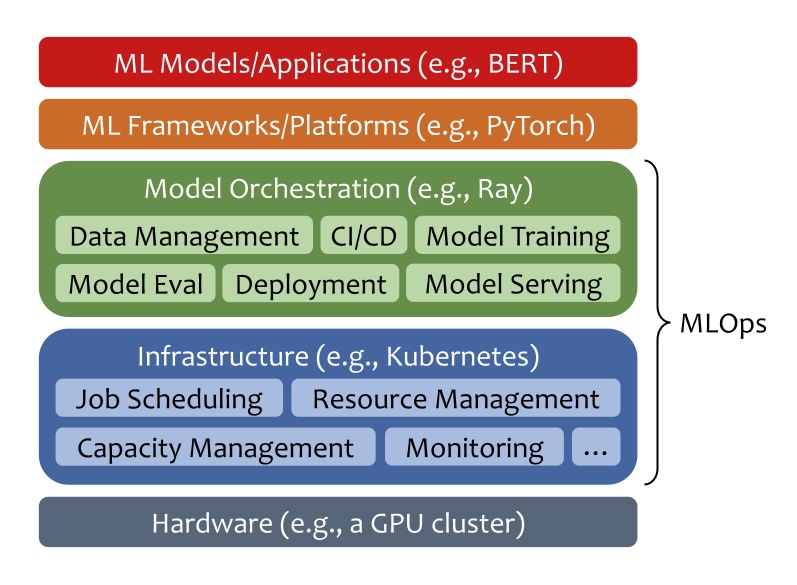 ML Models/Applications (e.g., BERT)
ML Frameworks/Platforms (e.g., PyTorch)
Model Orchestration (e.g., Ray)
Data Management CI/CD Model Training
Model Eval Deployment Model Serving
MLOps
Infrastructure (e.g., Kubernetes)
Job Scheduling Resource Management
Capacity Management Monitoring ...
Hardware (e.g., a GPU cluster)